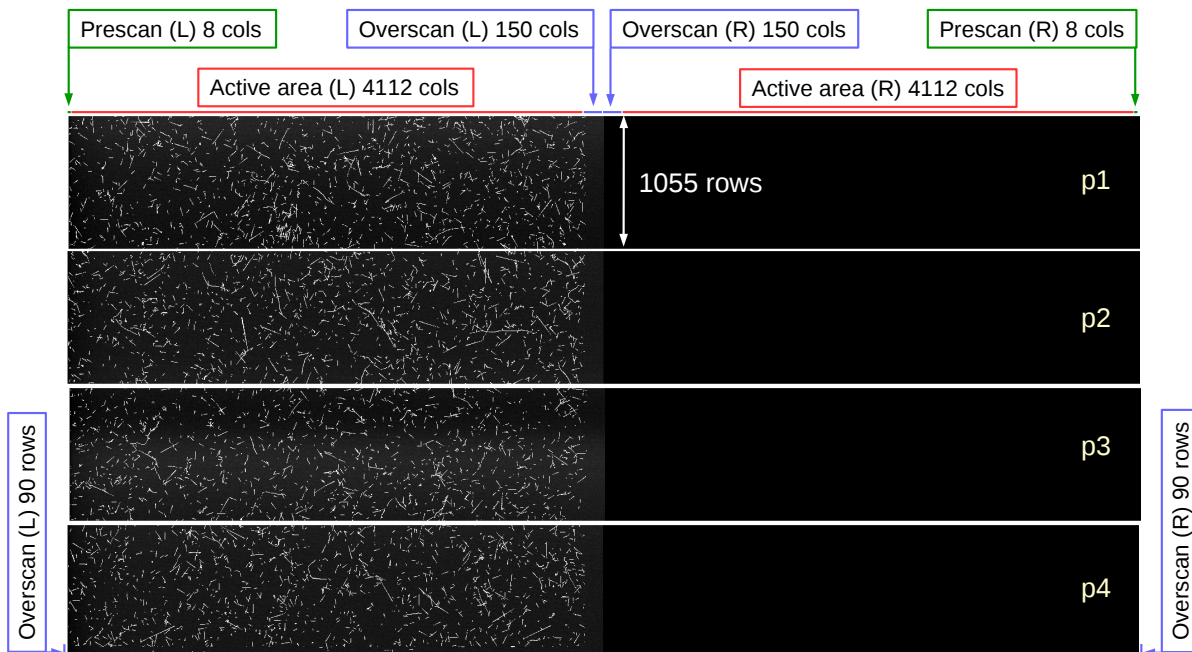 Prescan (L) 8 cols
Overscan (L) 150 cols
Overscan (R) 150 cols
Prescan (R) 8 cols
Active area (L) 4112 cols
Active area (R) 4112 cols
1055 rows
p1
p2
p3
p4
Overscan (L) 90 rows
Overscan (R) 90 rows